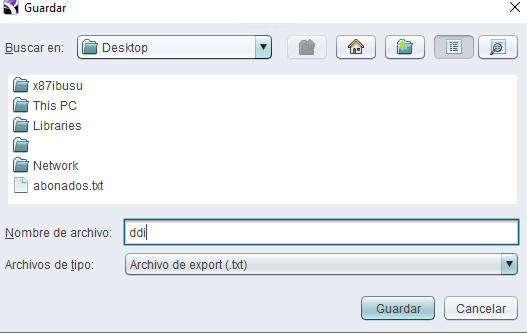 Guardar
Buscar en: Desktop
x87ibusu
This PC
Libraries
Network
abonados.txt
Nombre de archivo: ddi
Archivos de tipo: Archivo de export (.txt)
Guardar Cancelar